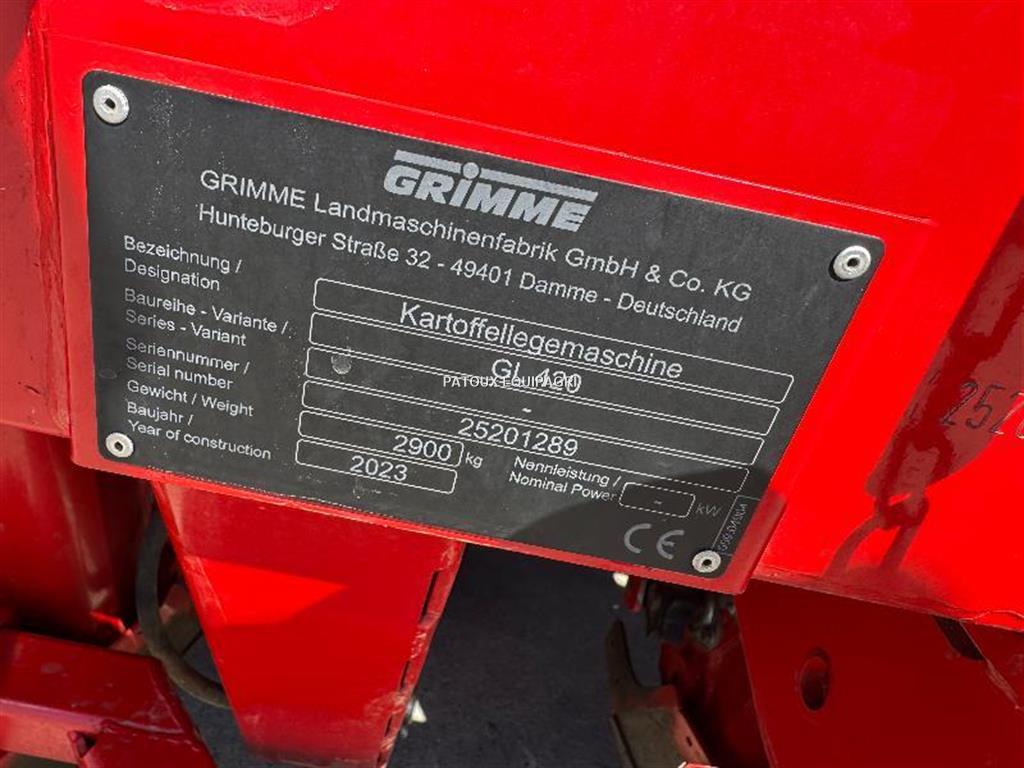 GRIMME
GRIMME Landmaschinenfabrik GmbH & Co. KG
Hunteburger Straße 32 - 49401 Damme - Deutschland
Bezeichnung /
Designation
Kartoffellegemaschine
Baureihe - Variante /
Series - Variant
GL 420
PATOUX EQUIPAGRI
-
Seriennummer /
Serial number
25201289
Gewicht / Weight
2900 kg
Nennleistung /
Nominal Power
- kW
Baujahr /
Year of construction
2023
CE